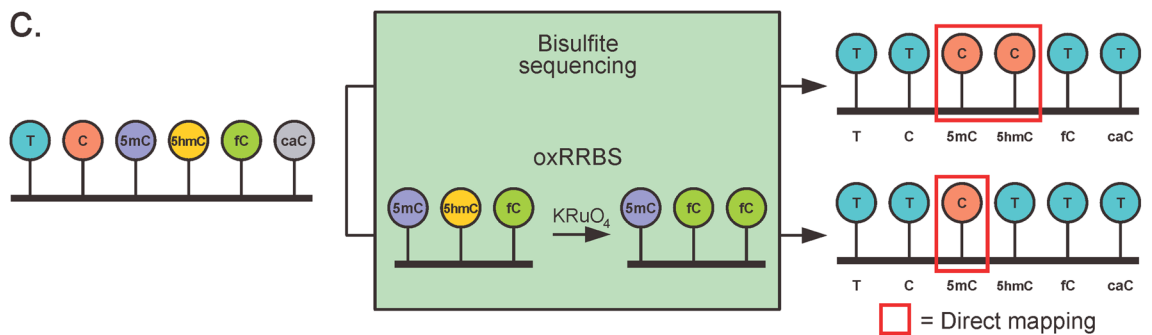 C.
T C 5mC 5hmC fC caC
Bisulfite
sequencing
oxRRBS
5mC 5hmC fC
KRuO4
5mC fC fC
T T C C T T
T C 5mC 5hmC fC caC
T T C T T T
T C 5mC 5hmC fC caC
= Direct mapping